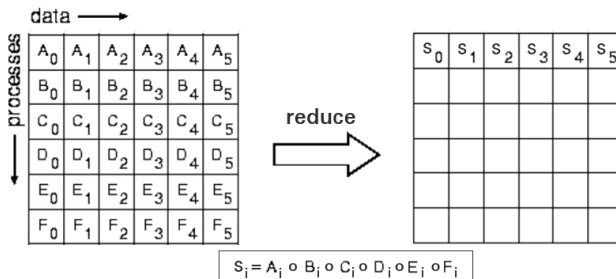 data
processes
A0 A1 A2 A3 A4 A5
B0 B1 B2 B3 B4 B5
C0 C1 C2 C3 C4 C5
D0 D1 D2 D3 D4 D5
E0 E1 E2 E3 E4 E5
F0 F1 F2 F3 F4 F5
reduce
S0 S1 S2 S3 S4 S5
Si = Ai o Bi o Ci o Di o Ei o Fi